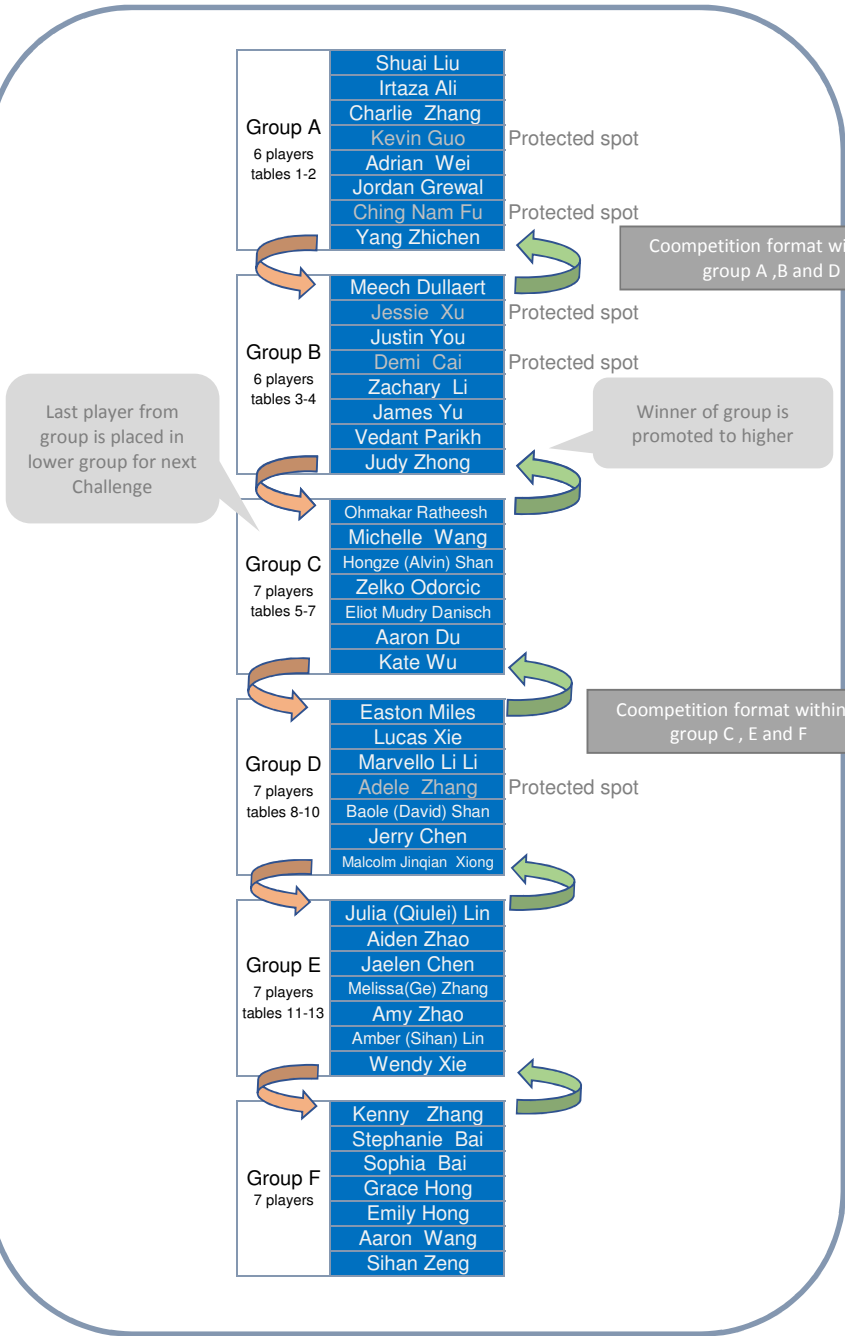 Shuai Liu
Irtaza Ali
Charlie Zhang
Group A
Kevin Guo
Protected spot
6 players
Adrian Wei
tables 1-2
Jordan Grewal
Ching Nam Fu
Protected spot
Yang Zhichen
Coompetition format wi
group A ,B and D
Meech Dullaert
Jessie Xu
Protected spot
Justin You
Group B
Demi Cai
Protected spot
6 players
Zachary Li
tables 3-4
James Yu
Vedant Parikh
Judy Zhong
Last player from
group is placed in
lower group for next
Challenge
Winner of group is
promoted to higher
Ohmakar Ratheesh
Michelle Wang
Group C
Hongze (Alvin) Shan
7 players
Zelko Odorcic
tables 5-7
Eliot Mudry Danisch
Aaron Du
Kate Wu
Coompetition format within
group C , E and F
Easton Miles
Lucas Xie
Group D
Marvello Li Li
7 players
Adele Zhang
Protected spot
tables 8-10
Baole (David) Shan
Jerry Chen
Malcolm Jinqian Xiong
Julia (Qiulei) Lin
Aiden Zhao
Group E
Jaelen Chen
7 players
Melissa(Ge) Zhang
tables 11-13
Amy Zhao
Amber (Sihan) Lin
Wendy Xie
Kenny Zhang
Stephanie Bai
Sophia Bai
Group F
Grace Hong
7 players
Emily Hong
Aaron Wang
Sihan Zeng